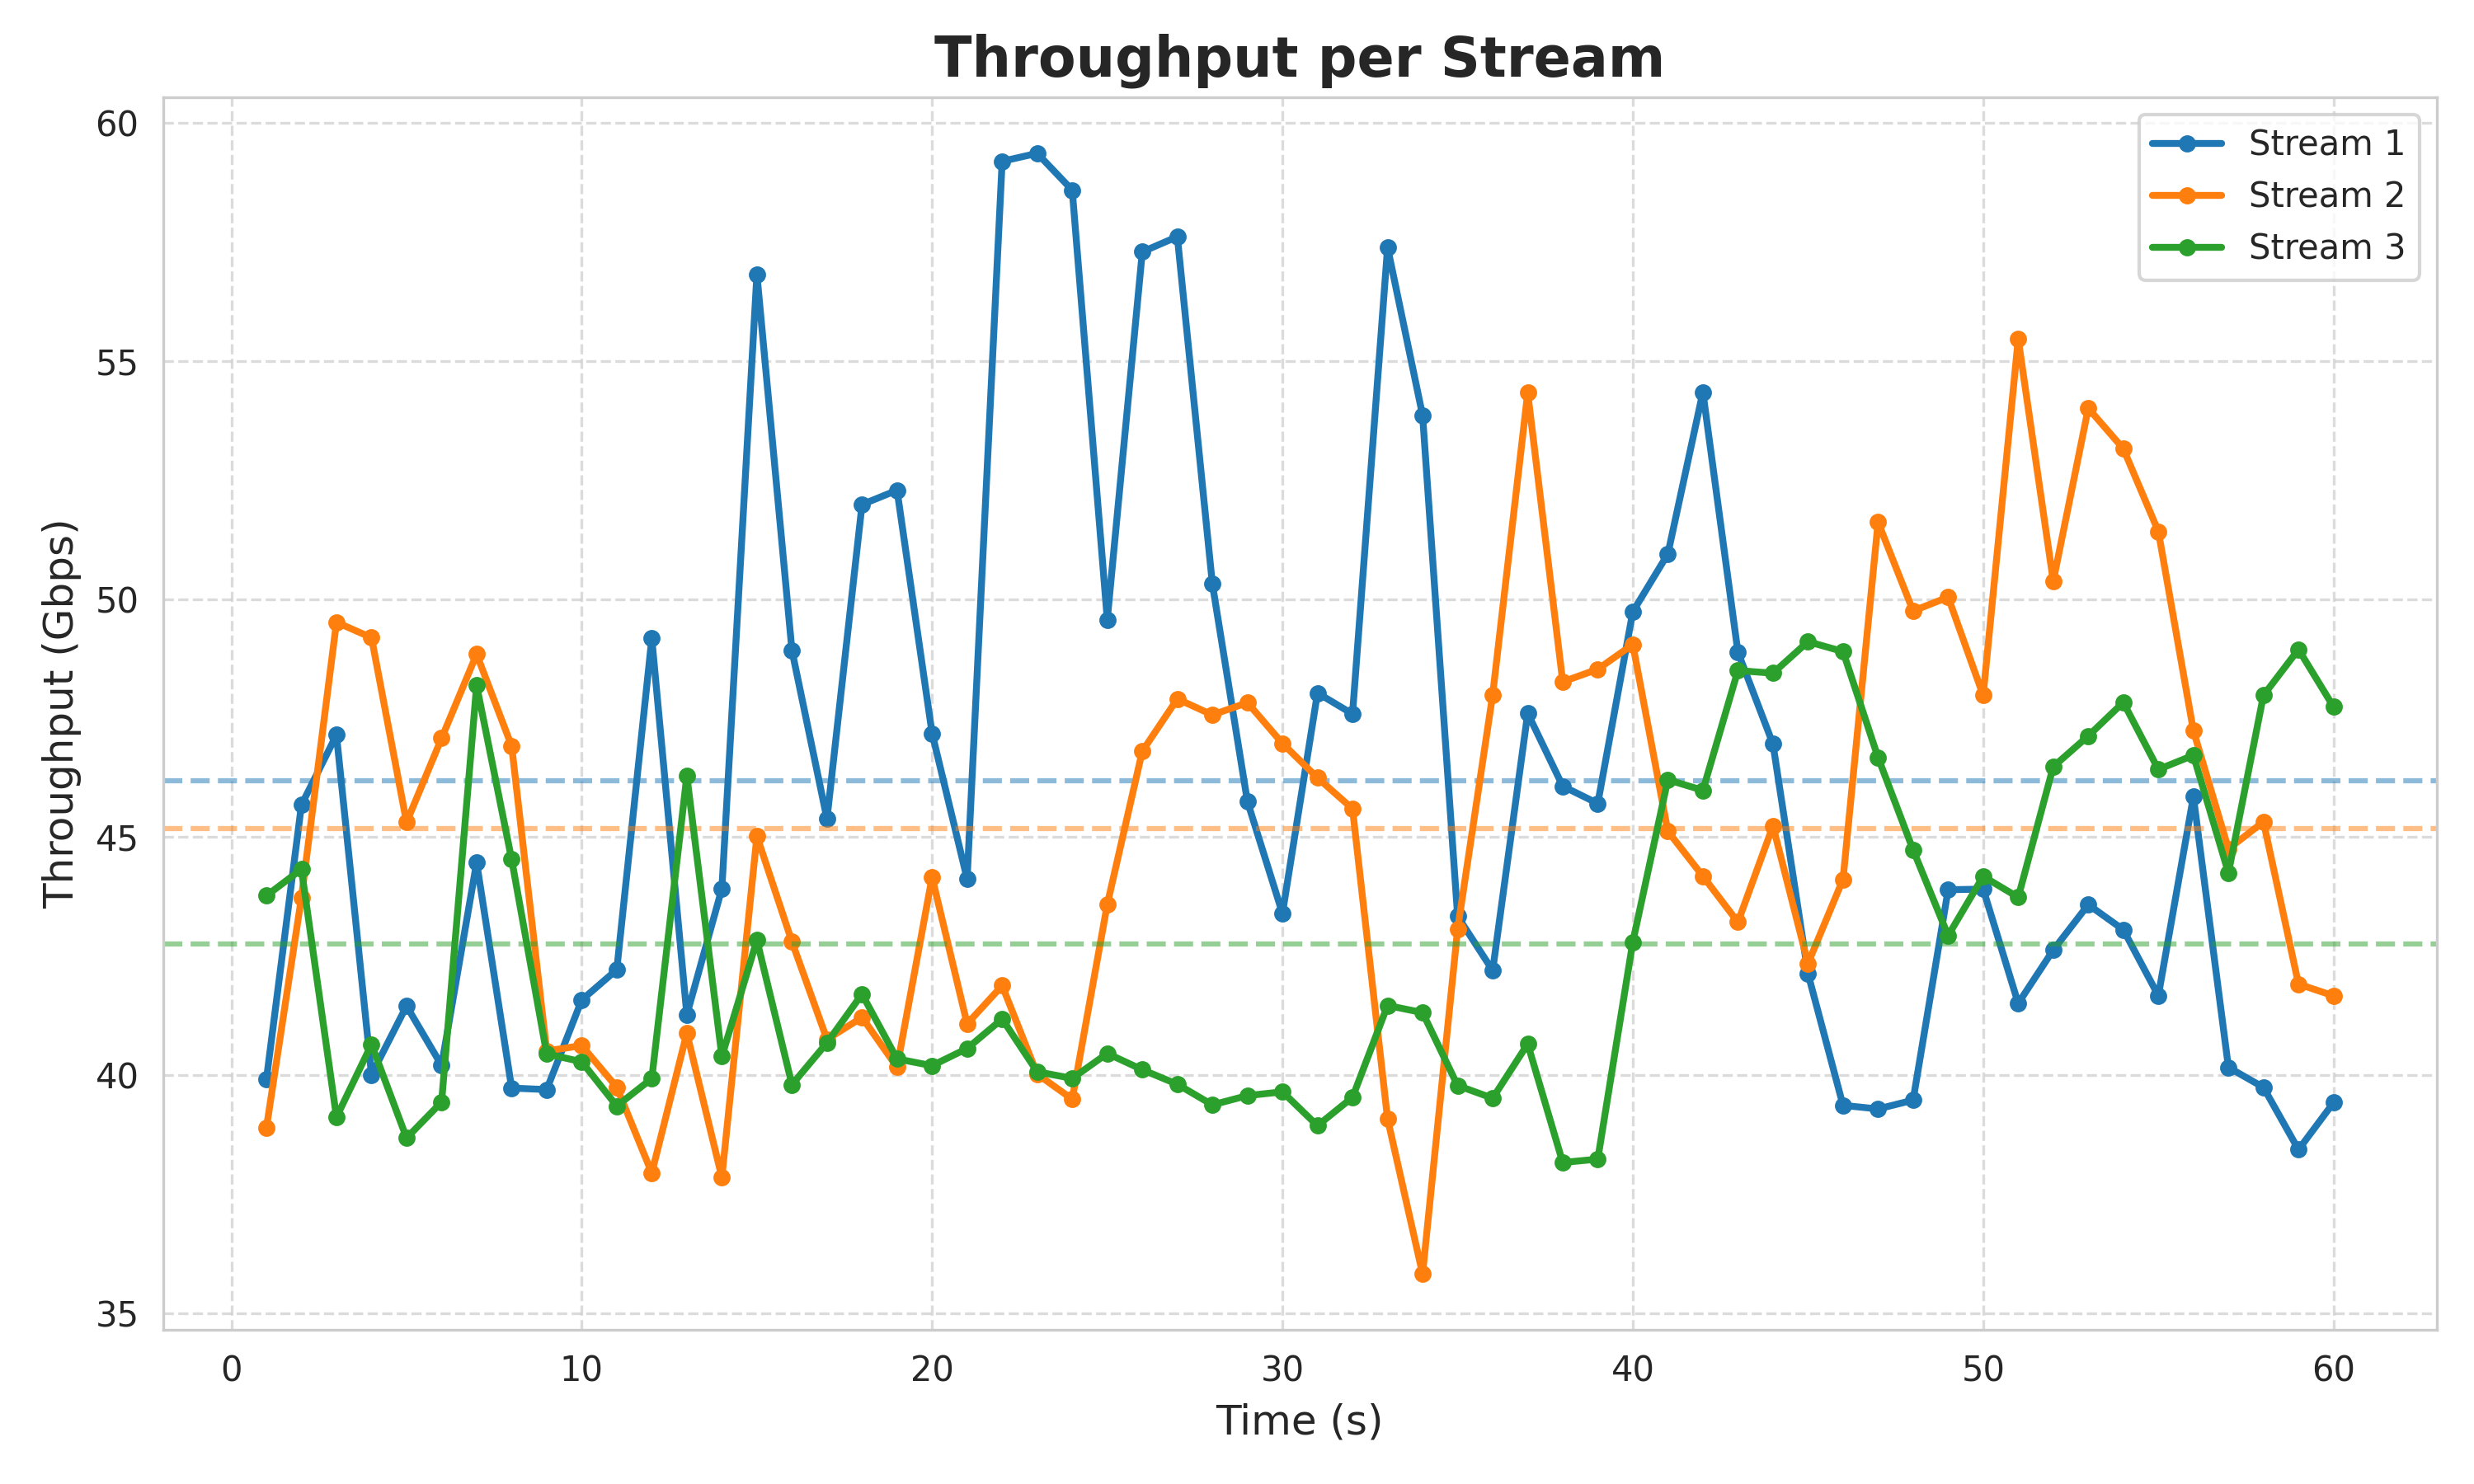 Throughput per Stream
Throughput (Gbps)
60
55
50
45
40
35
Stream 1
Stream 2
Stream 3
0 10 20 30 40 50 60
Time (s)